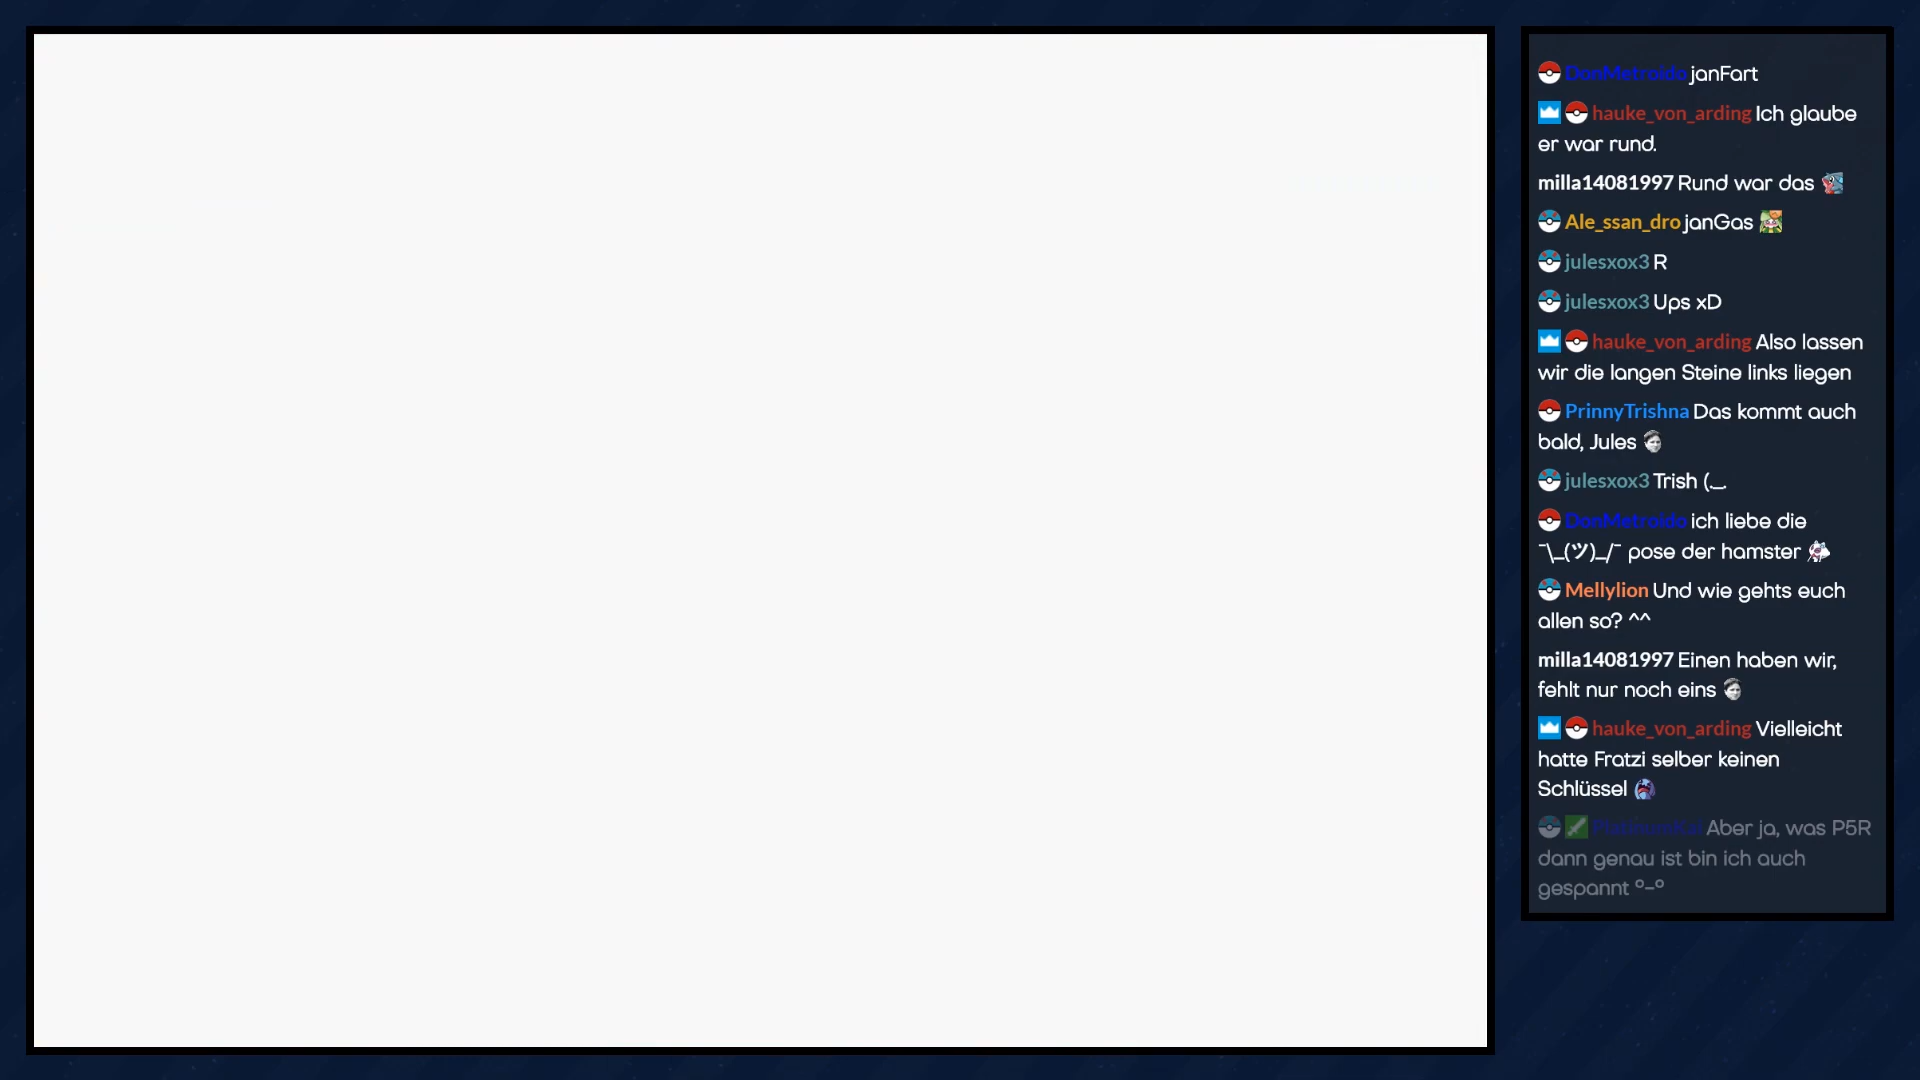 DonMetroido janFart
hauke_von_arding Ich glaube
er war rund.
milla14081997 Rund war das
Ale_ssan_dro janGas
julesxox3 R
julesxox3 Ups xD
hauke_von_arding Also lassen
wir die langen Steine links liegen
PrinnyTrishna Das kommt auch
bald, Jules
julesxox3 Trish (._.
DonMetroido ich liebe die
¯\_(ツ)_/¯ pose der hamster
Mellylion Und wie gehts euch
allen so? ^^
milla14081997 Einen haben wir,
fehlt nur noch eins
hauke_von_arding Vielleicht
hatte Fratzi selber keinen
Schlüssel
Aber ja, was P5R
dann genau ist bin ich auch
gespannt °-°